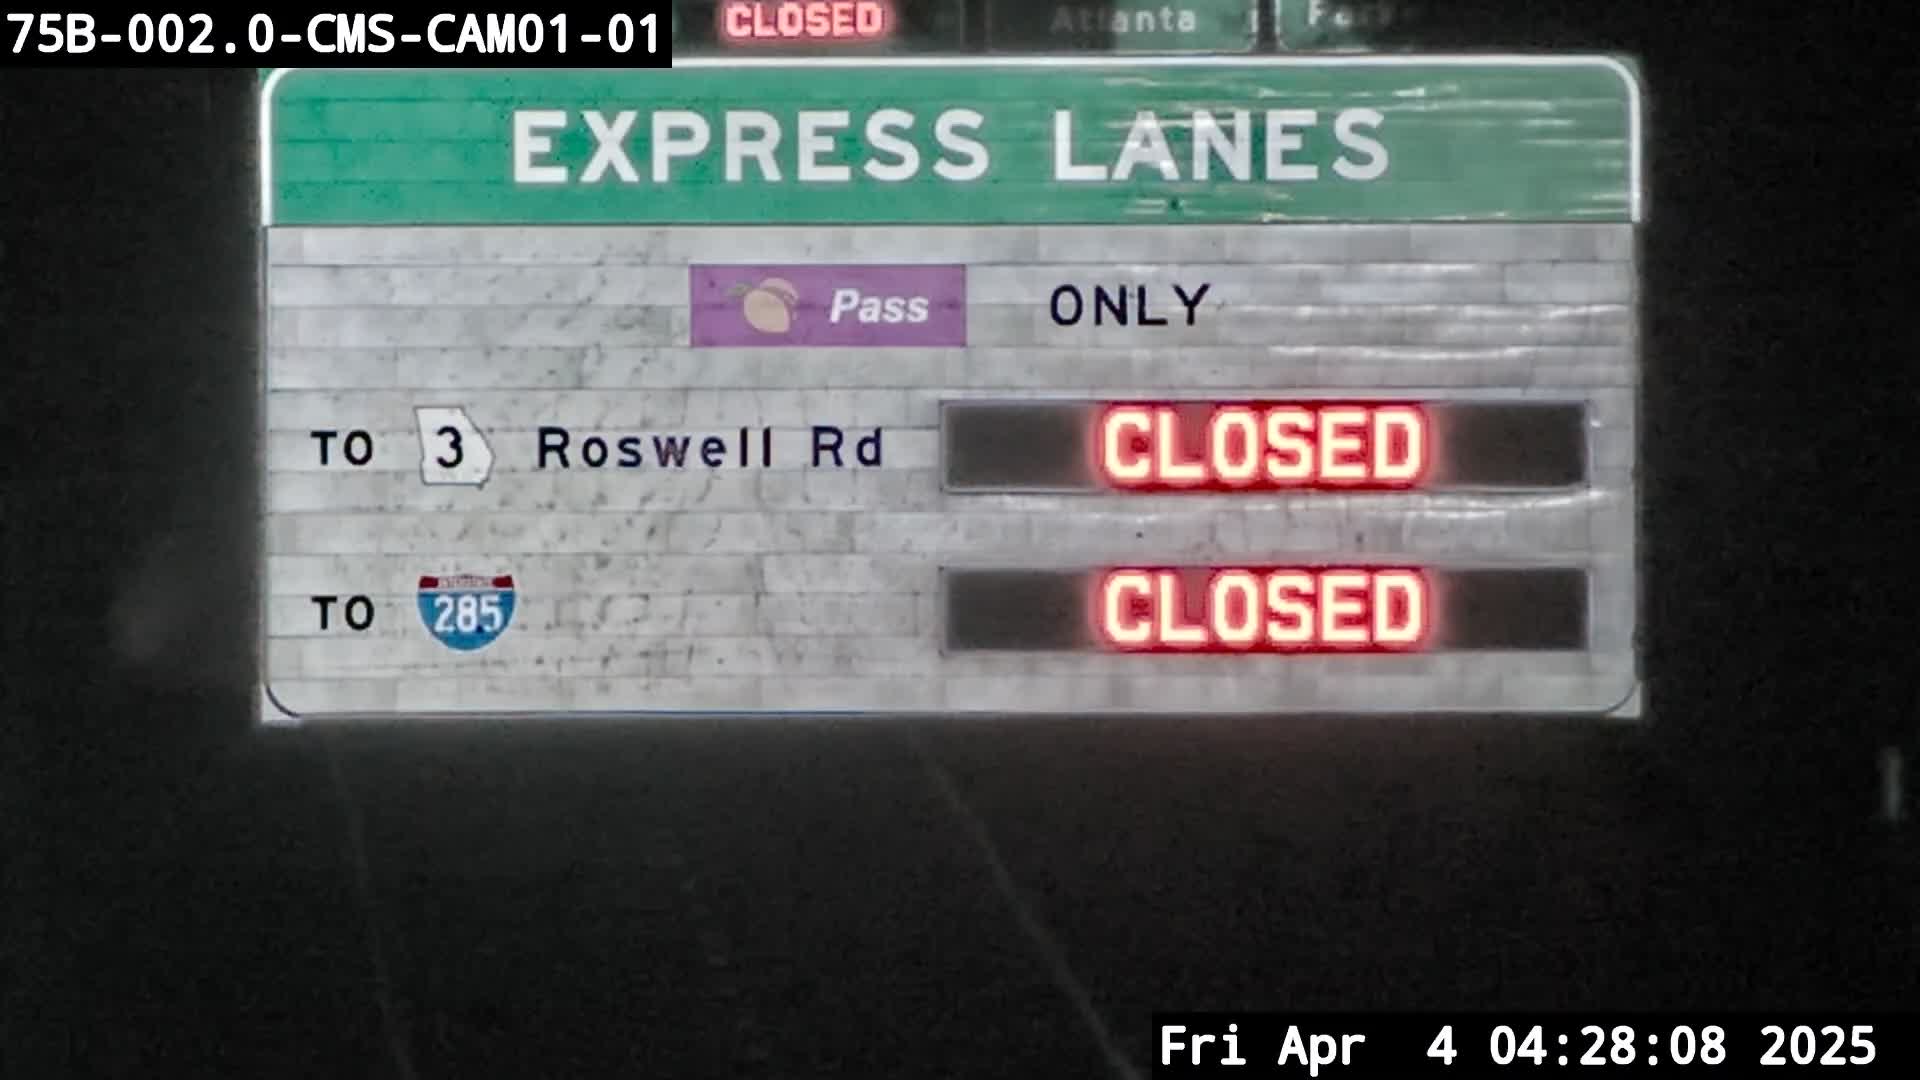 75B-002.0-CMS-CAM01-01
CLOSED
Atlanta
EXPRESS LANES
Pass ONLY
TO 3 Roswell Rd CLOSED
TO INTERSTATE 285 CLOSED
Fri Apr 4 04:28:08 2025